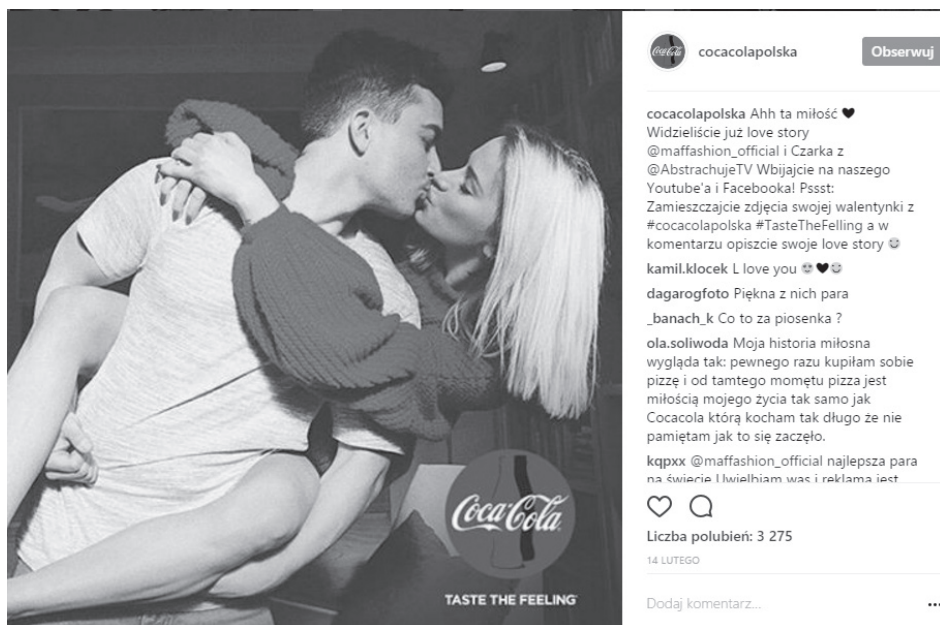 cocacolapolska
Obserwuj
cocacolapolska Ahh ta miłość ♥
Widzieliście już love story
@maffashion_official i Czarka z
@AbstrachujeTV Wbijajcie na naszego
Youtube'a i Facebooka! Pssst:
Zamieszczajcie zdjęcia swojej walentynki z
#cocacolapolska #TasteTheFelling a w
komentarzu opiszcie swoje love story 😊
kamil.klocek L love you 😍♥😊
dagarogfoto Piękna z nich para
_banach_k Co to za piosenka ?
ola.soliwoda Moja historia miłosna
wygląda tak: pewnego razu kupiłam sobie
pizzę i od tamtego momętu pizza jest
miłością mojego życia tak samo jak
Cocacola którą kocham tak długo że nie
pamiętam jak to się zaczęło.
kqpxx @maffashion_official najlepsza para
na świecie Uwielbiam was i reklama jest
Liczba polubień: 3 275
14 LUTEGO
Dodaj komentarz...
Coca-Cola
Coca-Cola
TASTE THE FEELING